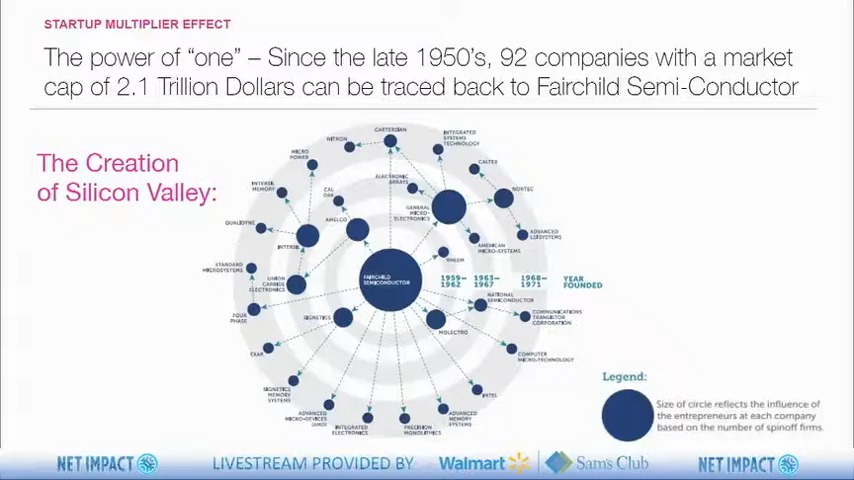 STARTUP MULTIPLIER EFFECT
The power of “one” – Since the late 1950’s, 92 companies with a market
cap of 2.1 Trillion Dollars can be traced back to Fairchild Semi-Conductor
The Creation
of Silicon Valley:
CARTERSIAN
NITRON
INTEGRATED
SYSTEMS
TECHNOLOGY
MICRO
POWER
CALTEX
ELECTRONIC
ARRAYS
INTERSIL
MEMORY
CAL
DAK
NORTEC
GENERAL
MICRO-
ELECTRONICS
AMELCO
QUALIDYNE
ADVANCED
LSISYSTEMS
INTERSIL
AMERICAN
MICRO-SYSTEMS
RHEEM
STANDARD
MICROSYSTEMS
FAIRCHILD
SEMICONDUCTOR
UNION
CARBIDE
ELECTRONICS
1959–
1962
1963–
1967
1968–
1971
YEAR
FOUNDED
NATIONAL
SEMICONDUCTOR
FOUR
PHASE
SIGNETICS
MOLECTRO
COMMUNICATIONS
TRANSISTOR
CORPORATION
EXAR
COMPUTER
MICRO-TECHNOLOGY
SIGNETICS
MEMORY
SYSTEMS
INTEL
ADVANCED
MICRO-DEVICES
(AMD)
INTEGRATED
ELECTRONICS
PRECISION
MONOLITHICS
ADVANCED
MEMORY
SYSTEMS
Legend:
Size of circle reflects the influence of
the entrepreneurs at each company
based on the number of spinoff firms.
NET IMPACT
LIVESTREAM PROVIDED BY
Walmart
Sam's Club
NET IMPACT